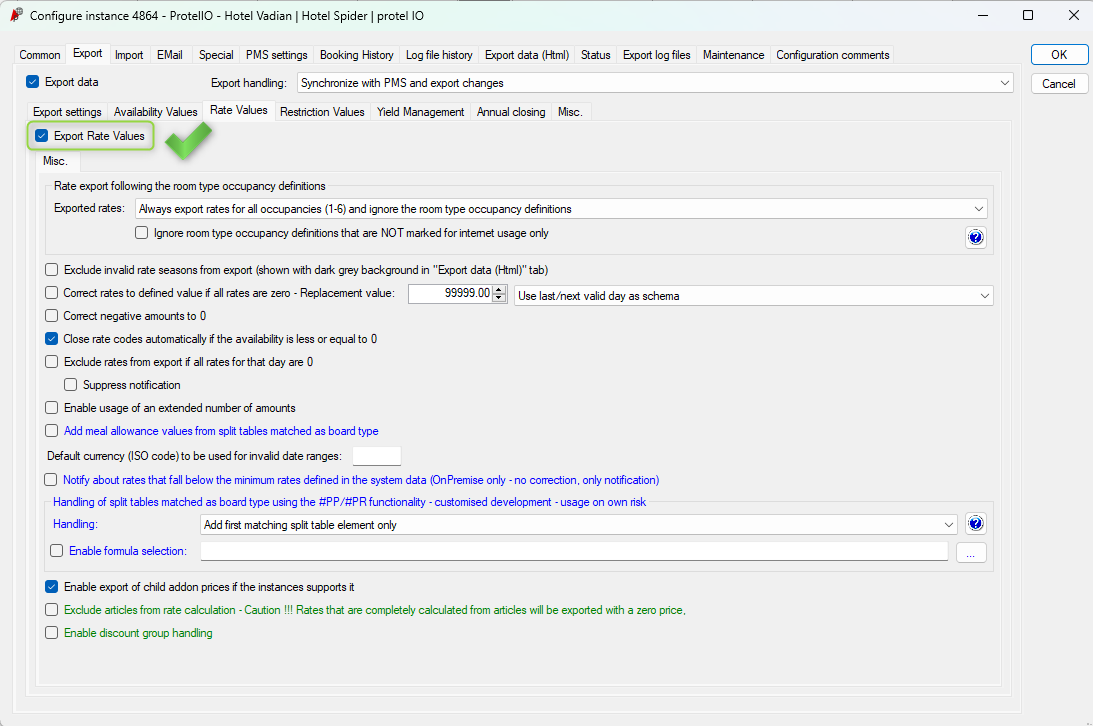 Configure instance 4864 - ProtelIO - Hotel Vadian | Hotel Spider | protel IO
Common Export Import EMail Special PMS settings Booking History Log file history Export data (Html) Status Export log files Maintenance Configuration comments
OK
Export data Export handling: Synchronize with PMS and export changes
Cancel
Export settings Availability Values Rate Values Restriction Values Yield Management Annual closing Misc.
Export Rate Values
Misc.
Rate export following the room type occupancy definitions
Exported rates: Always export rates for all occupancies (1-6) and ignore the room type occupancy definitions
Ignore room type occupancy definitions that are NOT marked for internet usage only
?
Exclude invalid rate seasons from export (shown with dark grey background in "Export data (Html)" tab)
Correct rates to defined value if all rates are zero - Replacement value: 99999.00 Use last/next valid day as schema
Correct negative amounts to 0
Close rate codes automatically if the availability is less or equal to 0
Exclude rates from export if all rates for that day are 0
Suppress notification
Enable usage of an extended number of amounts
Add meal allowance values from split tables matched as board type
Default currency (ISO code) to be used for invalid date ranges:
Notify about rates that fall below the minimum rates defined in the system data (OnPremise only - no correction, only notification)
Handling of split tables matched as board type using the #PP/#PR functionality - customised development - usage on own risk
Handling: Add first matching split table element only ?
Enable formula selection: ...
Enable export of child addon prices if the instances supports it
Exclude articles from rate calculation - Caution !!! Rates that are completely calculated from articles will be exported with a zero price,
Enable discount group handling